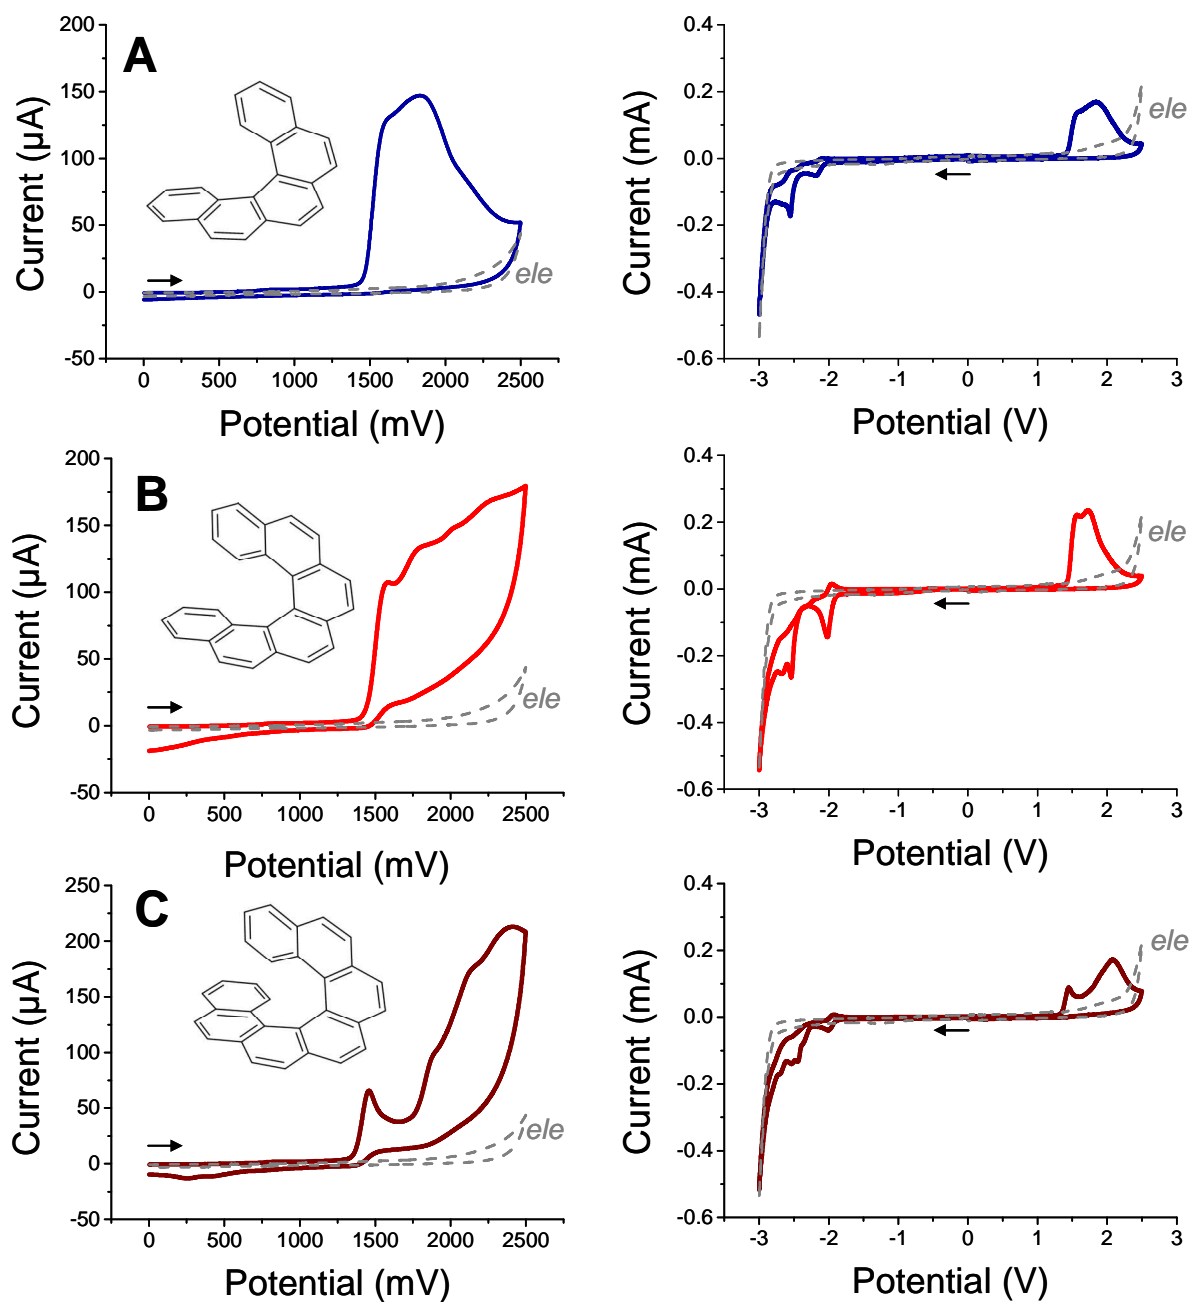 A
200
150
100
50
0
-50
Current (µA)
ele
0 500 1000 1500 2000 2500
Potential (mV)
0.4
0.2
0.0
-0.2
-0.4
-0.6
Current (mA)
ele
-3 -2 -1 0 1 2 3
Potential (V)
B
200
150
100
50
0
-50
Current (µA)
ele
0 500 1000 1500 2000 2500
Potential (mV)
0.4
0.2
0.0
-0.2
-0.4
-0.6
Current (mA)
ele
-3 -2 -1 0 1 2 3
Potential (V)
C
250
200
150
100
50
0
-50
Current (µA)
ele
0 500 1000 1500 2000 2500
Potential (mV)
0.4
0.2
0.0
-0.2
-0.4
-0.6
Current (mA)
ele
-3 -2 -1 0 1 2 3
Potential (V)